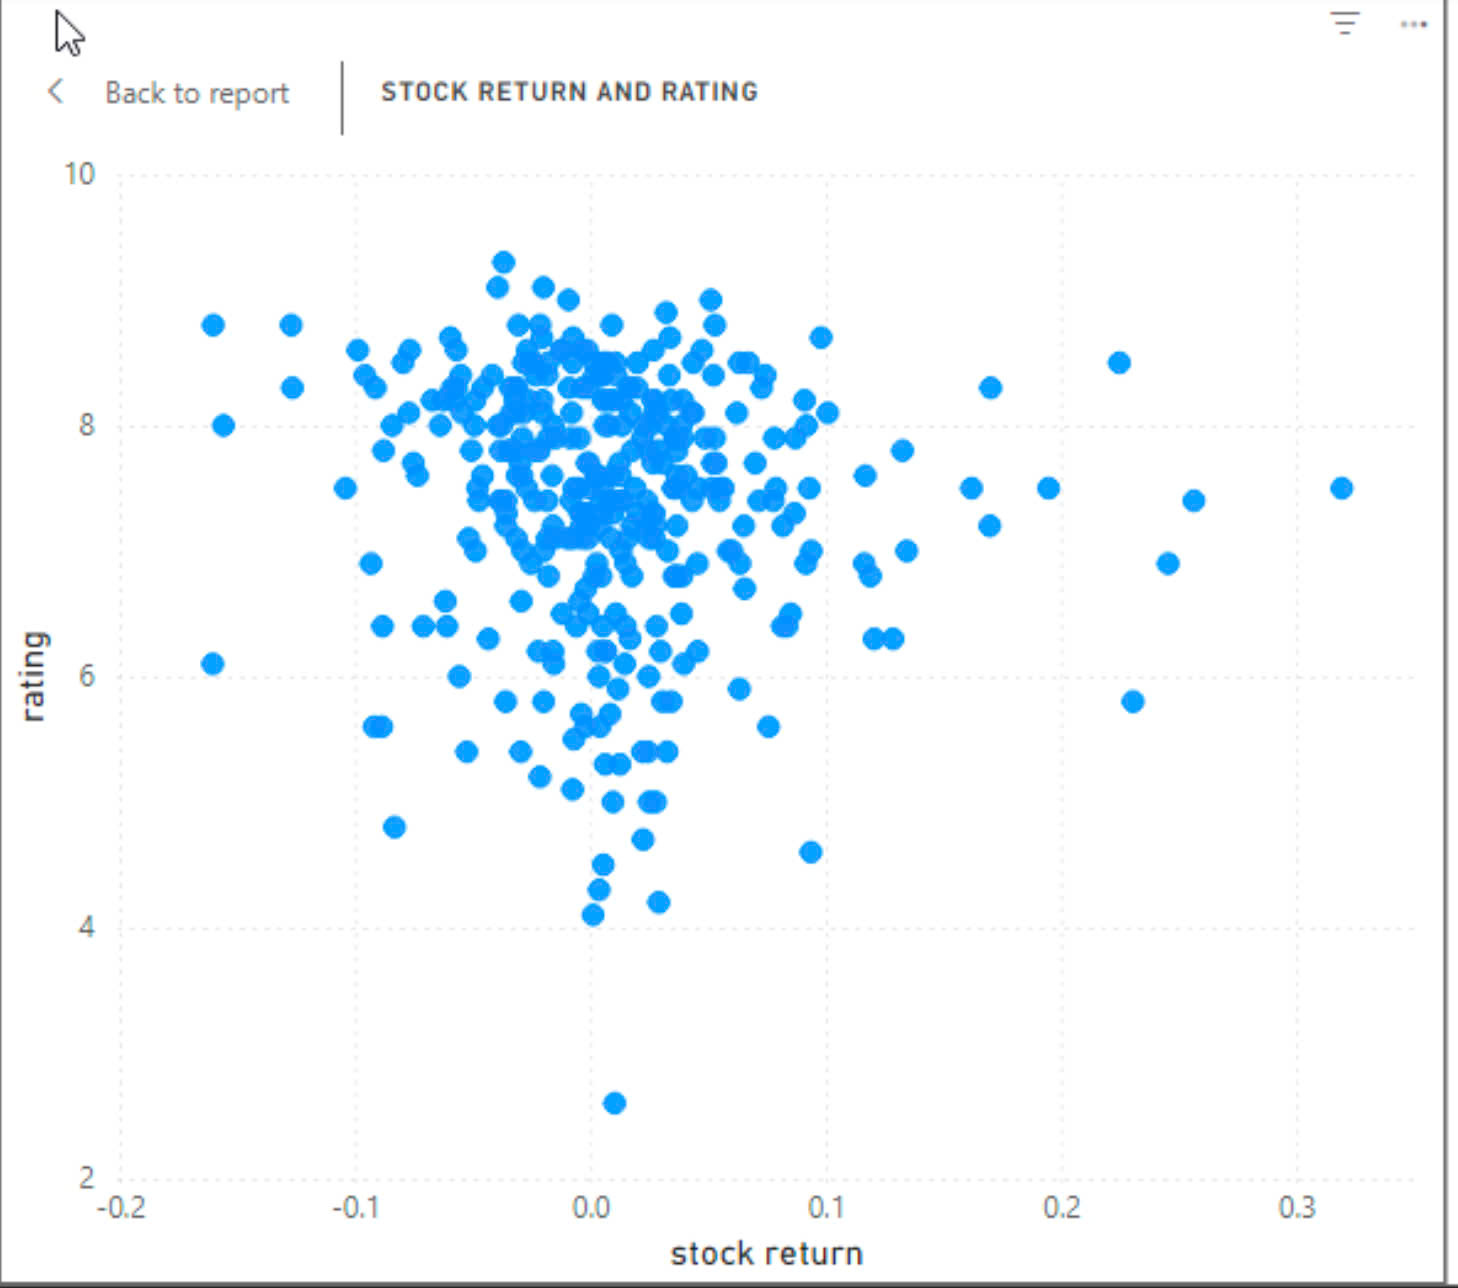 Back to report
STOCK RETURN AND RATING
10
8
6
4
2
rating
-0.2 -0.1 0.0 0.1 0.2 0.3
stock return